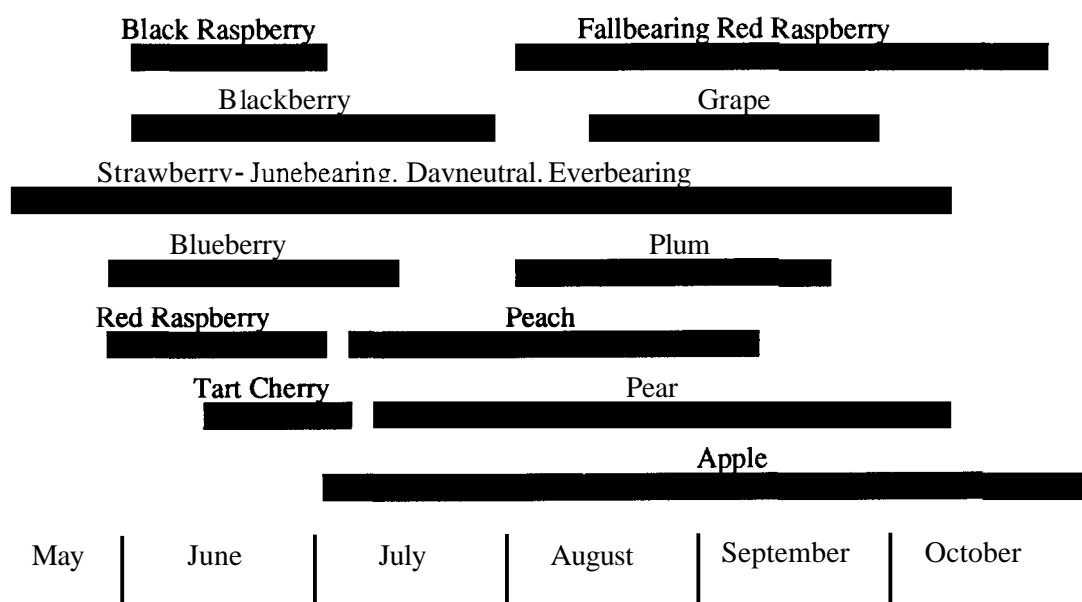 Black Raspberry Fallbearing Red Raspberry
Blackberry Grape
Strawberry- Junebearing. Dayneutral. Everbearing
Blueberry Plum
Red Raspberry Peach
Tart Cherry Pear
Apple
May June July August September October